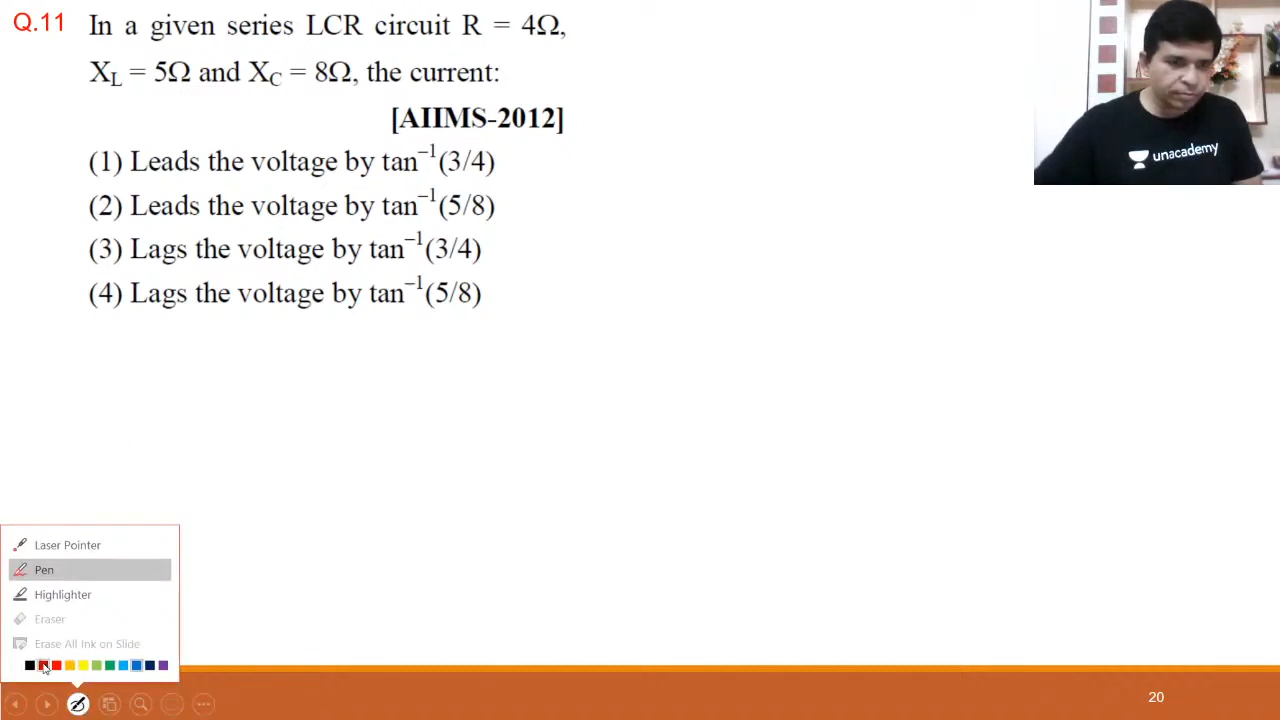 Q.11 In a given series LCR circuit R = 4Ω,
X_L = 5Ω and X_C = 8Ω, the current:
[AIIMS-2012]
(1) Leads the voltage by tan⁻¹(3/4)
(2) Leads the voltage by tan⁻¹(5/8)
(3) Lags the voltage by tan⁻¹(3/4)
(4) Lags the voltage by tan⁻¹(5/8)
unacademy
Laser Pointer
Pen
Highlighter
Eraser
Erase All Ink on Slide
20